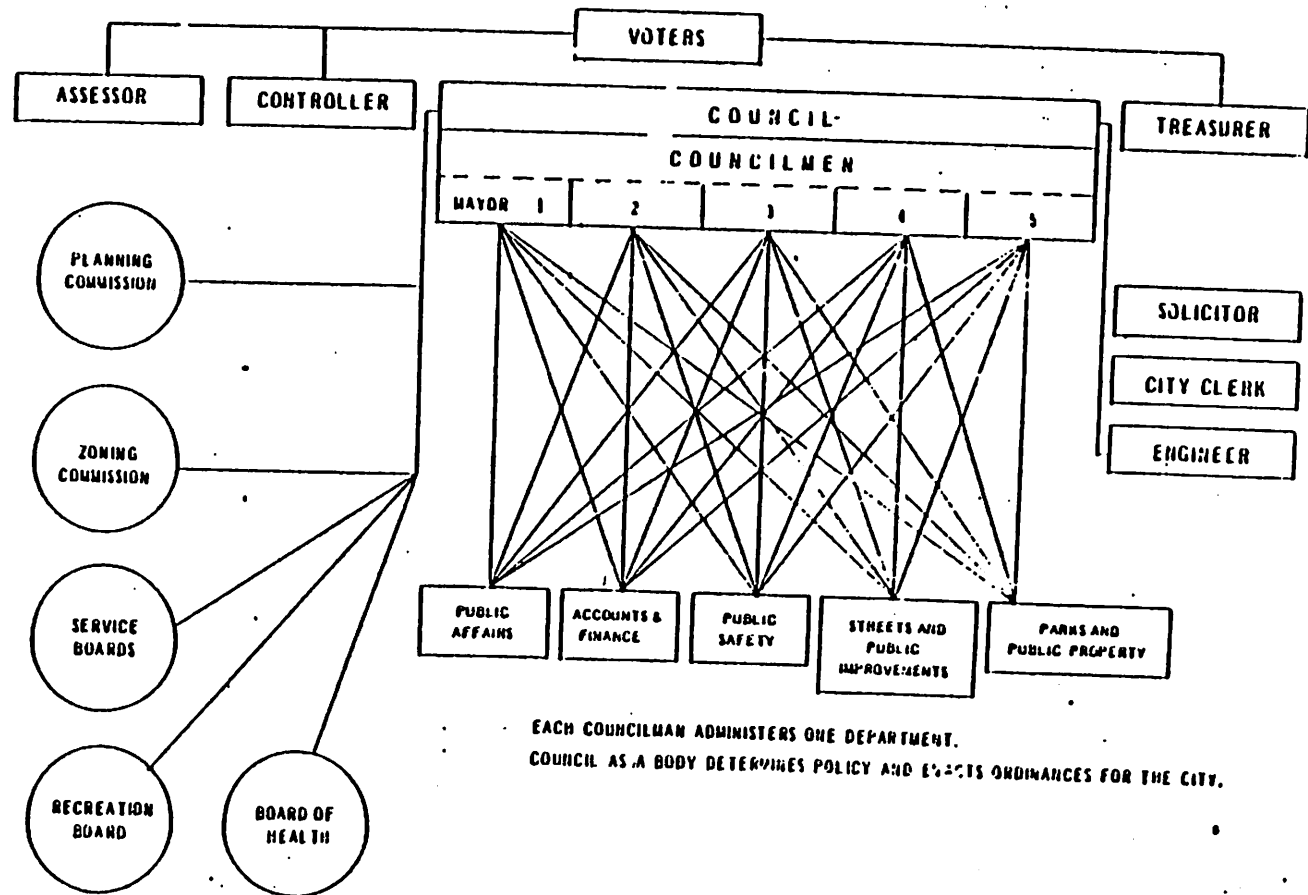 VOTERS
ASSESSOR
CONTROLLER
TREASURER
COUNCIL
COUNCILMEN
MAYOR 1 2 3 4 5
PLANNING
COMMISSION
ZONING
COMMISSION
SERVICE
BOARDS
RECREATION
BOARD
BOARD OF
HEALTH
SOLICITOR
CITY CLERK
ENGINEER
PUBLIC
AFFAIRS
ACCOUNTS &
FINANCE
PUBLIC
SAFETY
STREETS AND
PUBLIC
IMPROVEMENTS
PARKS AND
PUBLIC PROPERTY
EACH COUNCILMAN ADMINISTERS ONE DEPARTMENT.
COUNCIL AS A BODY DETERMINES POLICY AND ENACTS ORDINANCES FOR THE CITY.